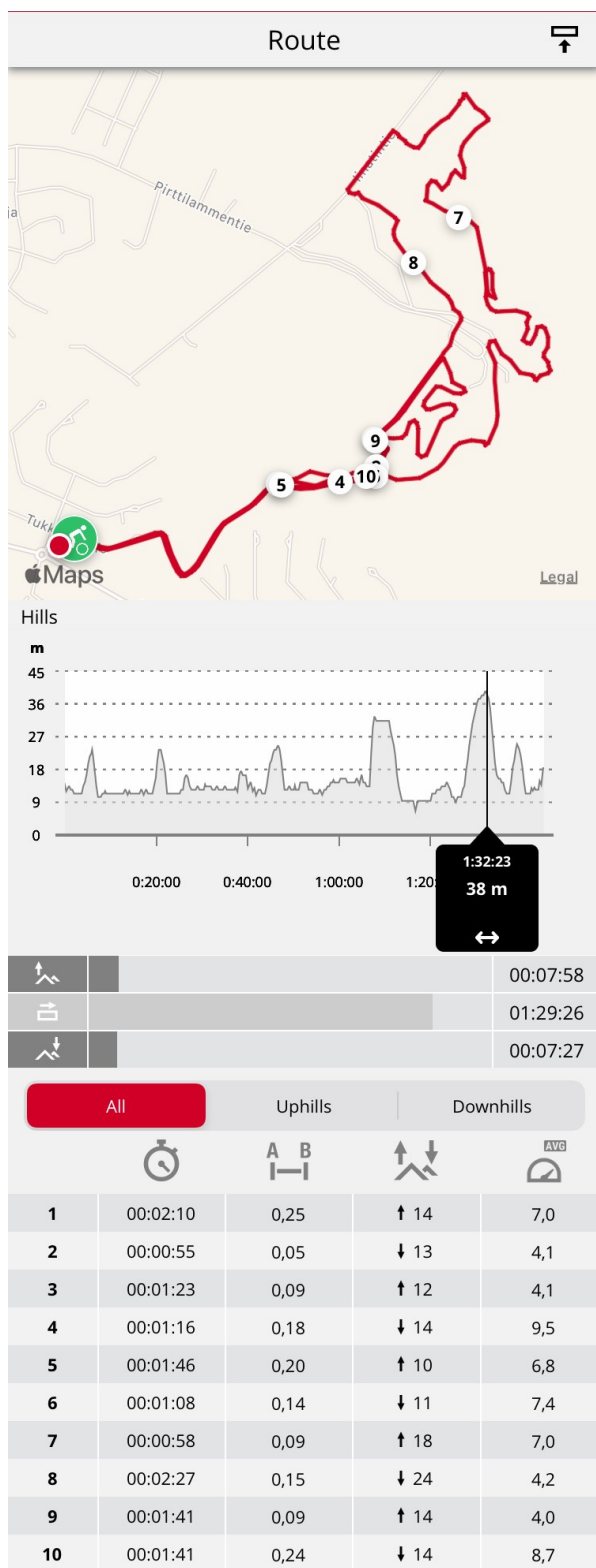 Route
Pirttilammentie
ja
7
8
9
5
4
10
Tukk
Maps
Legal
Hills
m
45
36
27
18
9
0
0:20:00
0:40:00
1:00:00
1:20:
1:32:23
38 m
00:07:58
01:29:26
00:07:27
All
Uphills
Downhills
A B
AVG
1 00:02:10 0,25 ↑ 14 7,0
2 00:00:55 0,05 ↓ 13 4,1
3 00:01:23 0,09 ↑ 12 4,1
4 00:01:16 0,18 ↓ 14 9,5
5 00:01:46 0,20 ↑ 10 6,8
6 00:01:08 0,14 ↓ 11 7,4
7 00:00:58 0,09 ↑ 18 7,0
8 00:02:27 0,15 ↓ 24 4,2
9 00:01:41 0,09 ↑ 14 4,0
10 00:01:41 0,24 ↓ 14 8,7